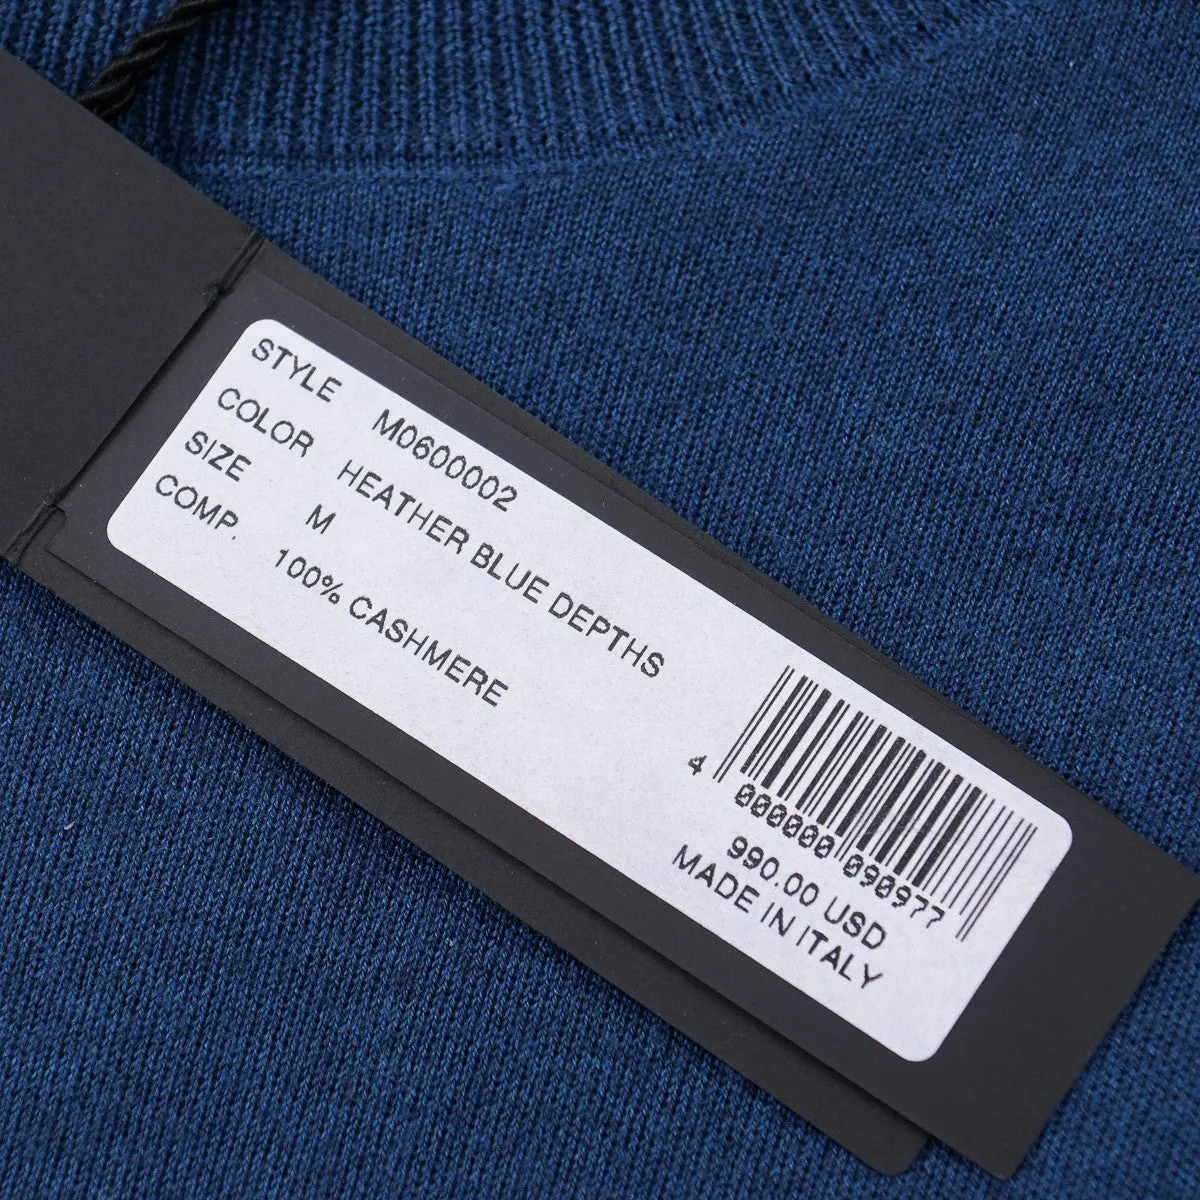 STYLE M0600002
COLOR HEATHER BLUE DEPTHS
SIZE M
COMP. 100% CASHMERE
4 000000 090977
990.00 USD
MADE IN ITALY